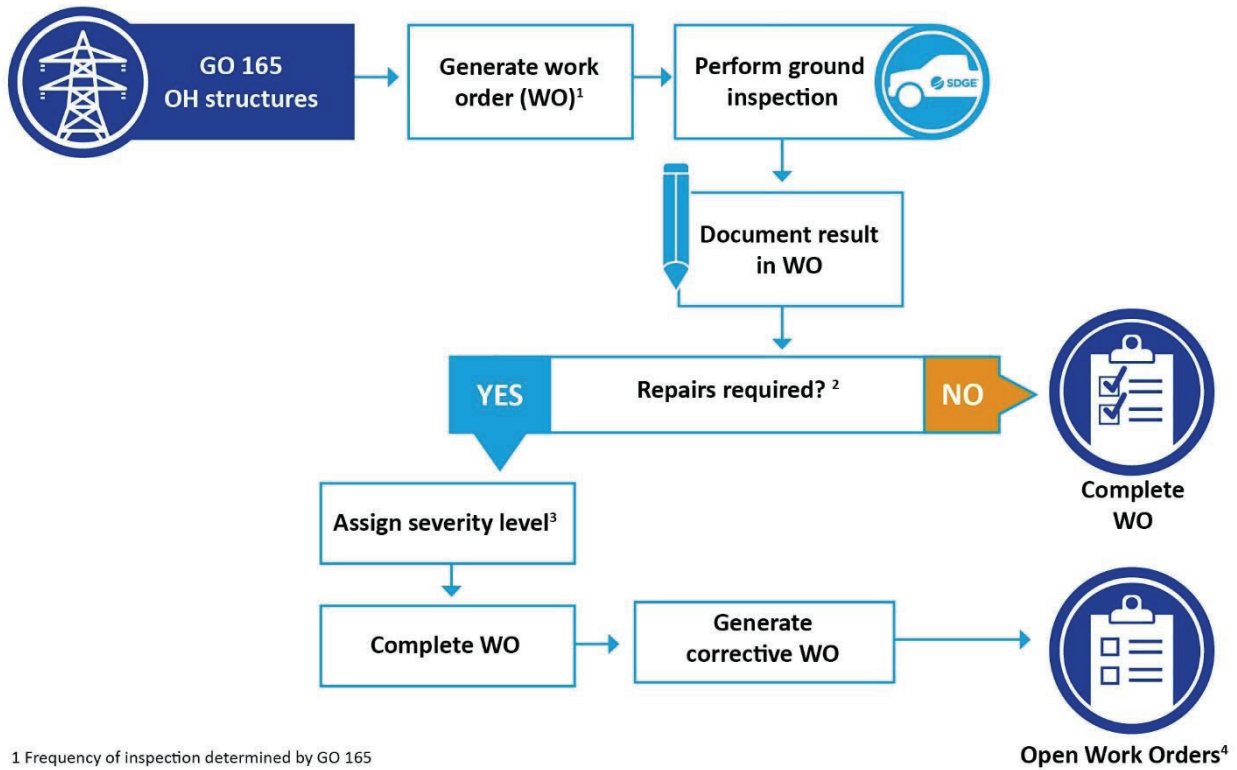 GO 165
OH structures
Generate work
order (WO)¹
Perform ground
inspection
SDGE
Document result
in WO
YES
Repairs required? ²
NO
Complete
WO
Assign severity level³
Complete WO
Generate
corrective WO
Open Work Orders⁴
1 Frequency of inspection determined by GO 165